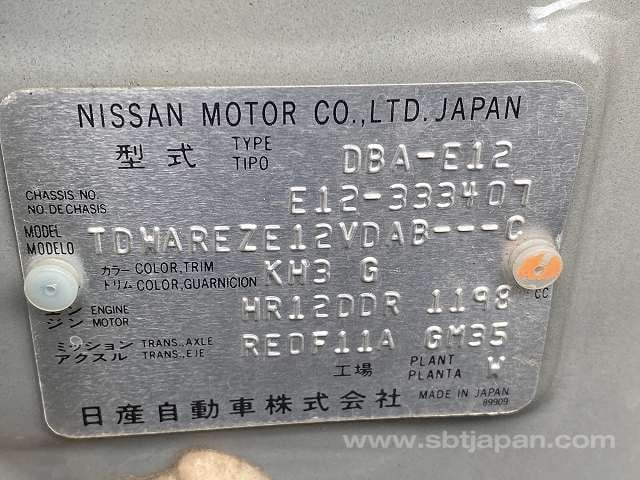 NISSAN MOTOR CO.,LTD. JAPAN
型式 TYPE TIPO DBA-E12
CHASSIS NO. NO. DE CHASIS E12-333407
MODEL MODELO TDWAREZE12VDAB---C
カラー COLOR,TRIM
トリム COLOR,GUARNICION KH3 G
ENGINE
ジン MOTOR HR12DDR 1198 CC
ミッション TRANS.,AXLE
アクスル TRANS.,EJE RE0F11A GM35
工場 PLANT PLANTA
日産自動車株式会社 MADE IN JAPAN
89909
www.sbtjapan.com